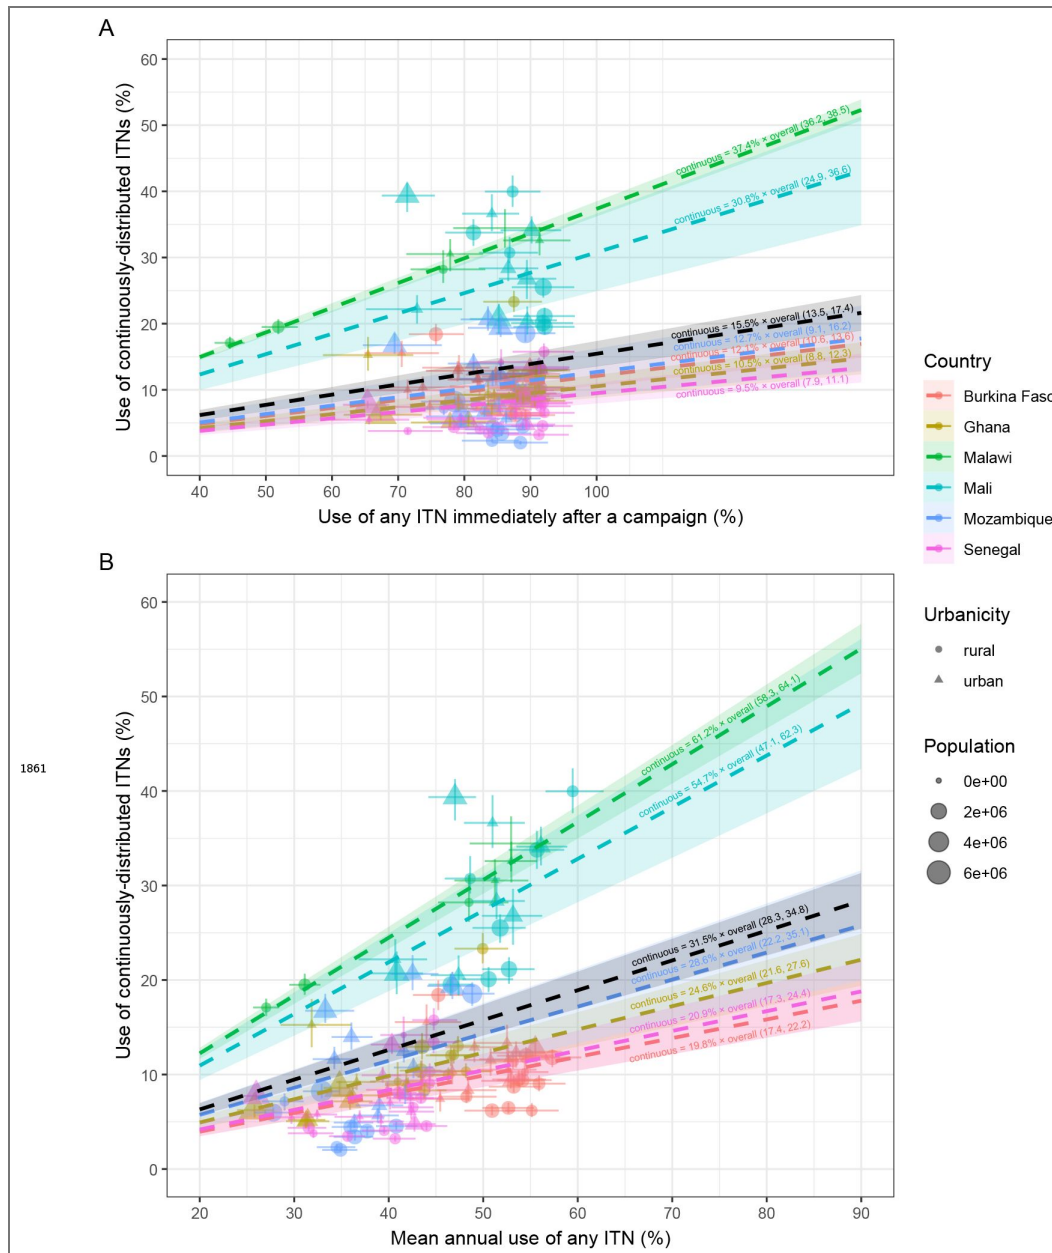 A
60
50
40
30
20
10
0
Use of continuously-distributed ITNs (%)
continuous = 37.4% × overall (36.2, 38.5)
continuous = 30.8% × overall (24.9, 36.6)
continuous = 15.5% × overall (13.5, 17.4)
continuous = 12.7% × overall (9.1, 16.2)
continuous = 12.1% × overall (10.6, 13.6)
continuous = 10.5% × overall (8.8, 12.3)
continuous = 9.5% × overall (7.9, 11.1)
40 50 60 70 80 90 100
Use of any ITN immediately after a campaign (%)
B
60
50
40
30
20
10
0
Use of continuously-distributed ITNs (%)
continuous = 61.2% × overall (58.3, 64.1)
continuous = 54.7% × overall (47.1, 62.3)
continuous = 31.5% × overall (28.3, 34.8)
continuous = 28.6% × overall (22.2, 35.1)
continuous = 24.6% × overall (21.6, 27.6)
continuous = 20.9% × overall (17.3, 24.4)
continuous = 19.8% × overall (17.4, 22.2)
20 30 40 50 60 70 80 90
Mean annual use of any ITN (%)
Country
Burkina Faso
Ghana
Malawi
Mali
Mozambique
Senegal
Urbanicity
rural
urban
Population
0e+00
2e+06
4e+06
6e+06
1861